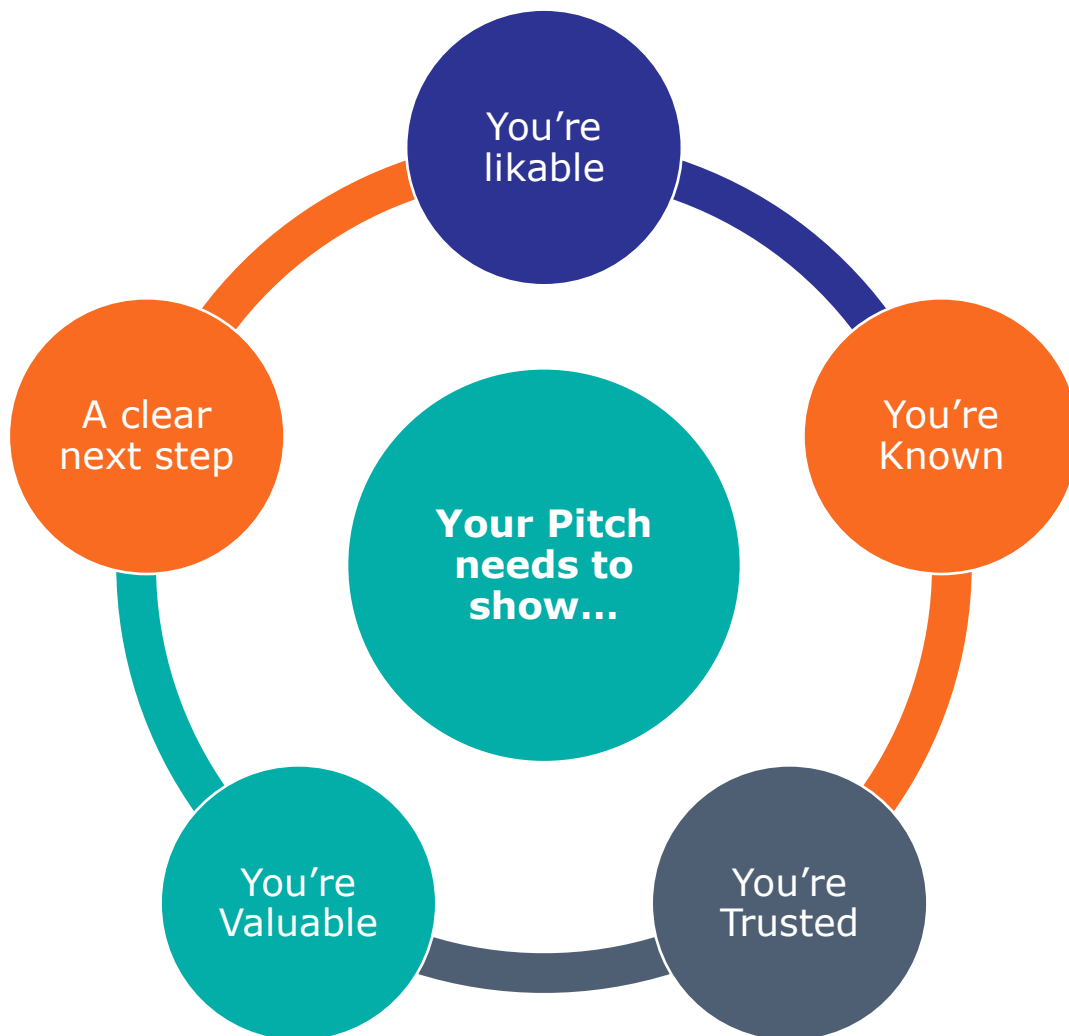 You’re
likable
You’re
Known
You’re
Trusted
You’re
Valuable
A clear
next step
Your Pitch
needs to
show...